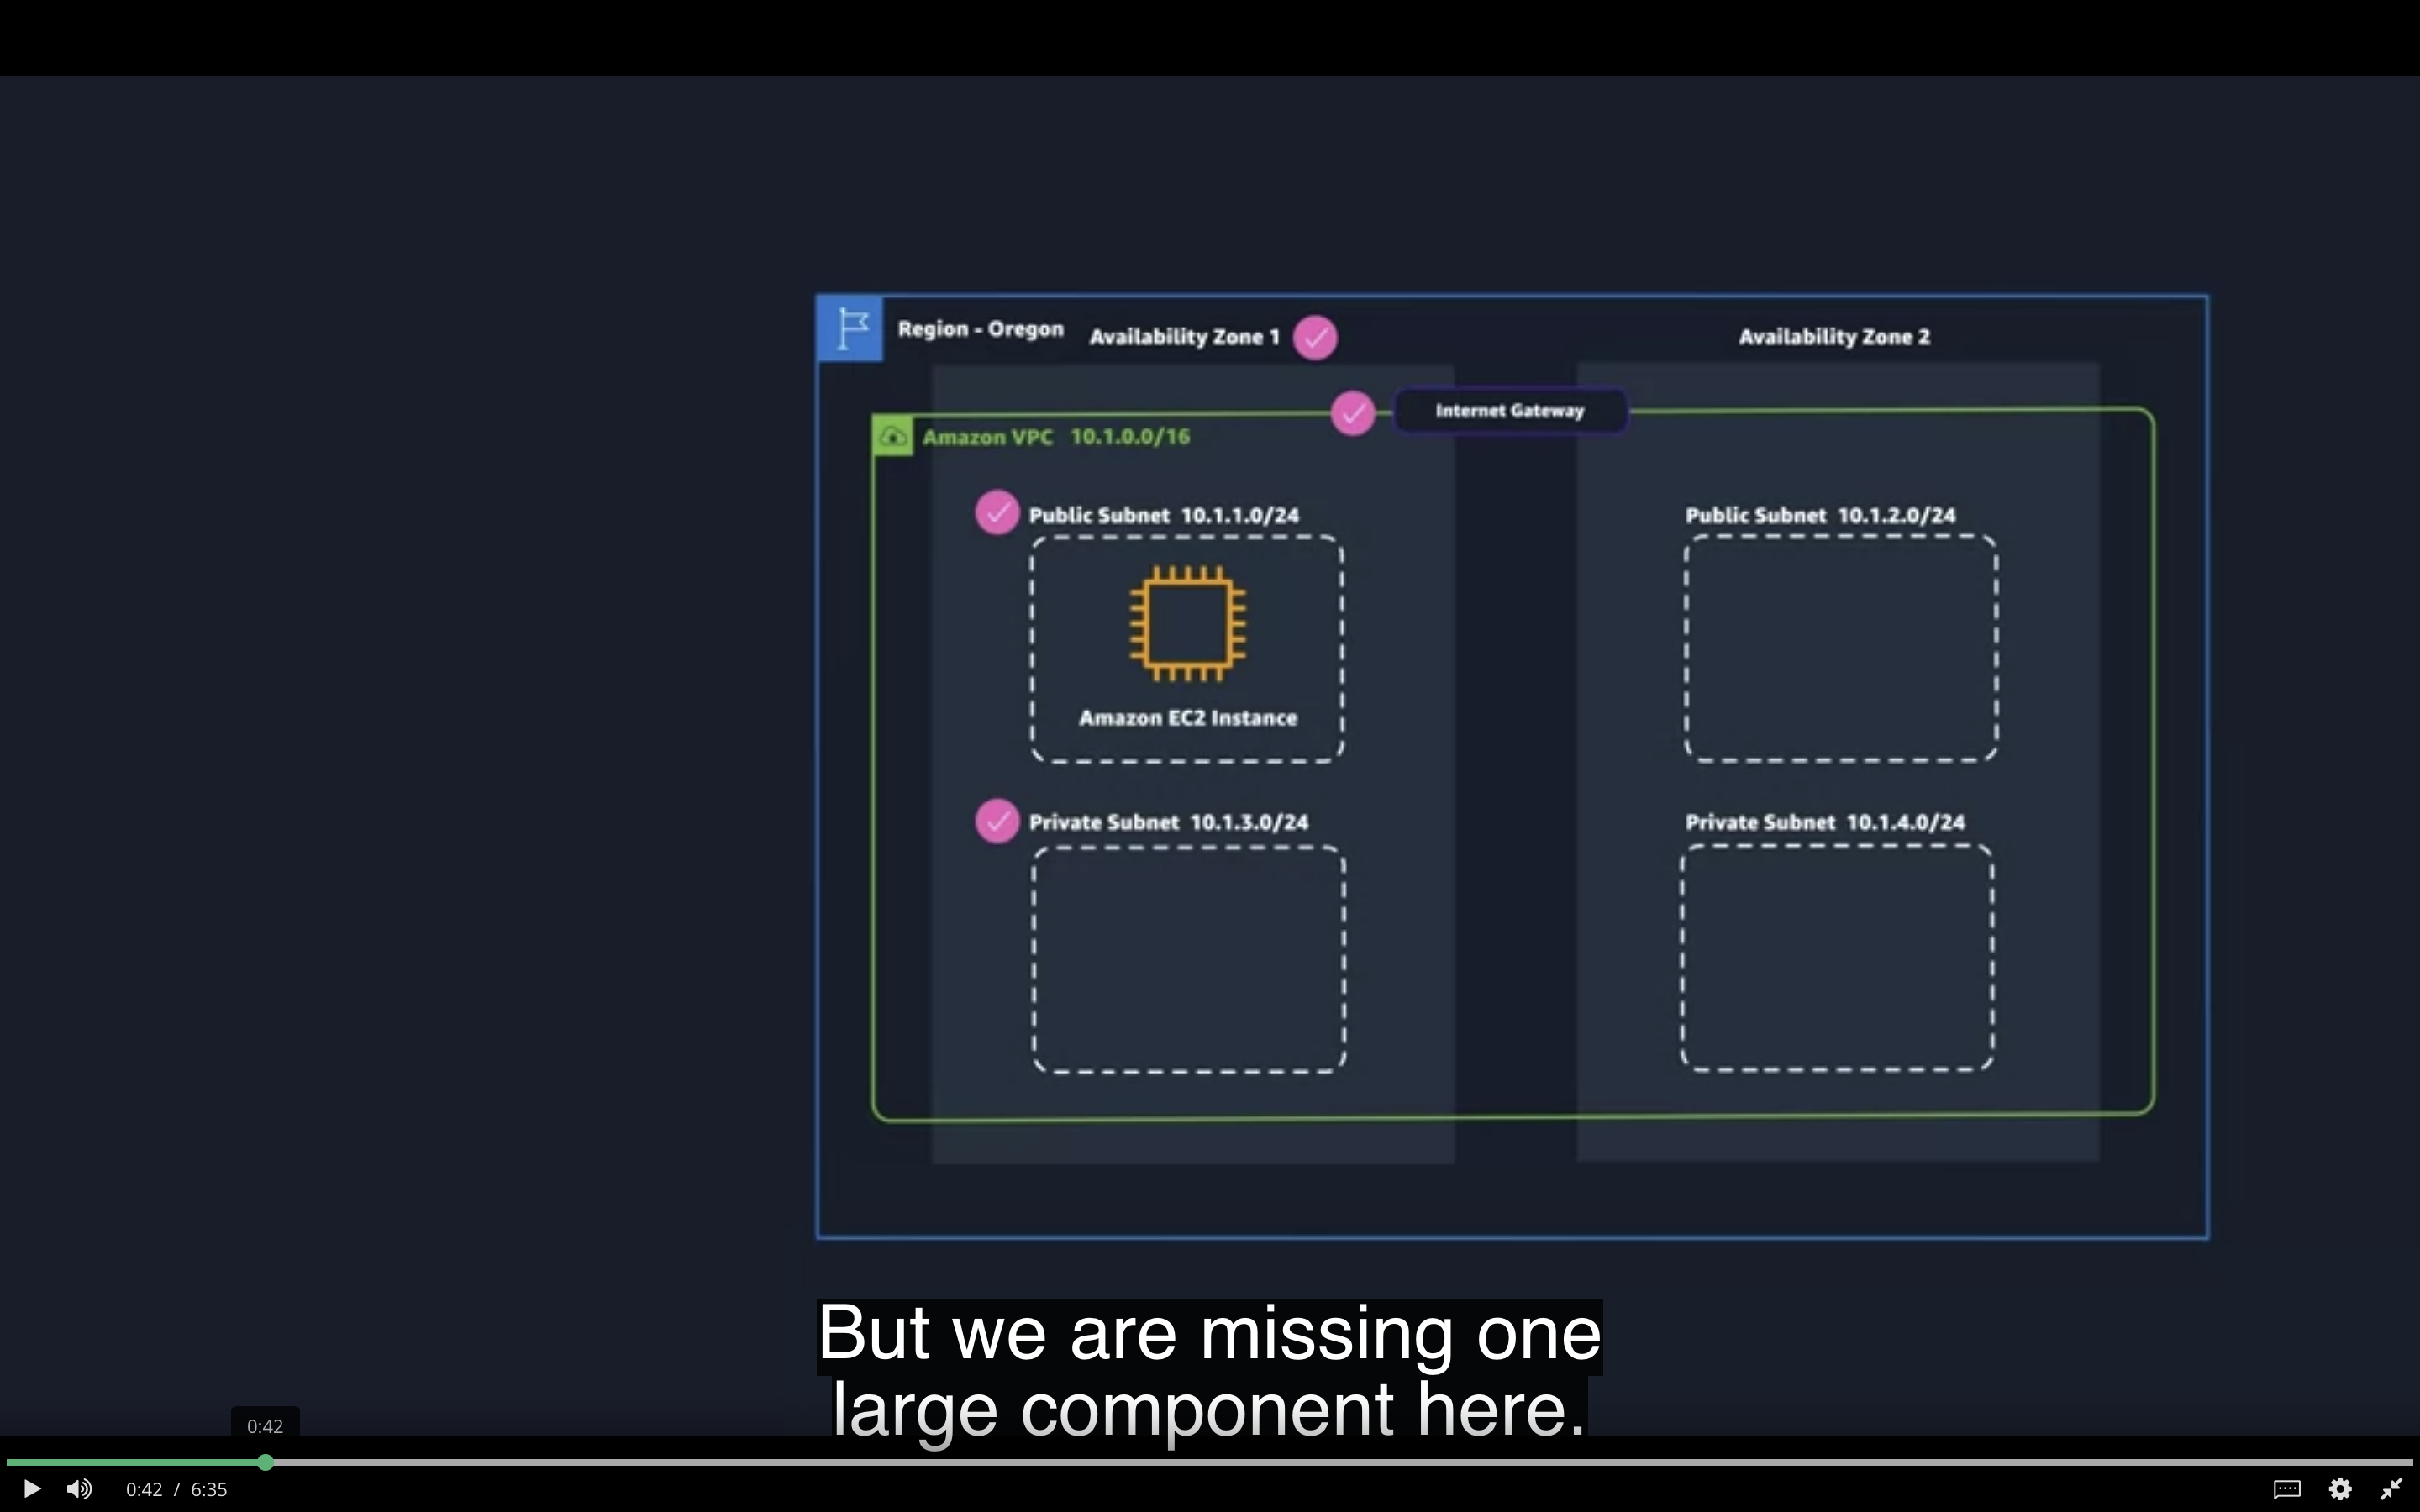 Region - Oregon
Availability Zone 1
Availability Zone 2
Internet Gateway
Amazon VPC 10.1.0.0/16
Public Subnet 10.1.1.0/24
Public Subnet 10.1.2.0/24
Amazon EC2 Instance
Private Subnet 10.1.3.0/24
Private Subnet 10.1.4.0/24
But we are missing one
large component here.
0:42
0:42 / 6:35